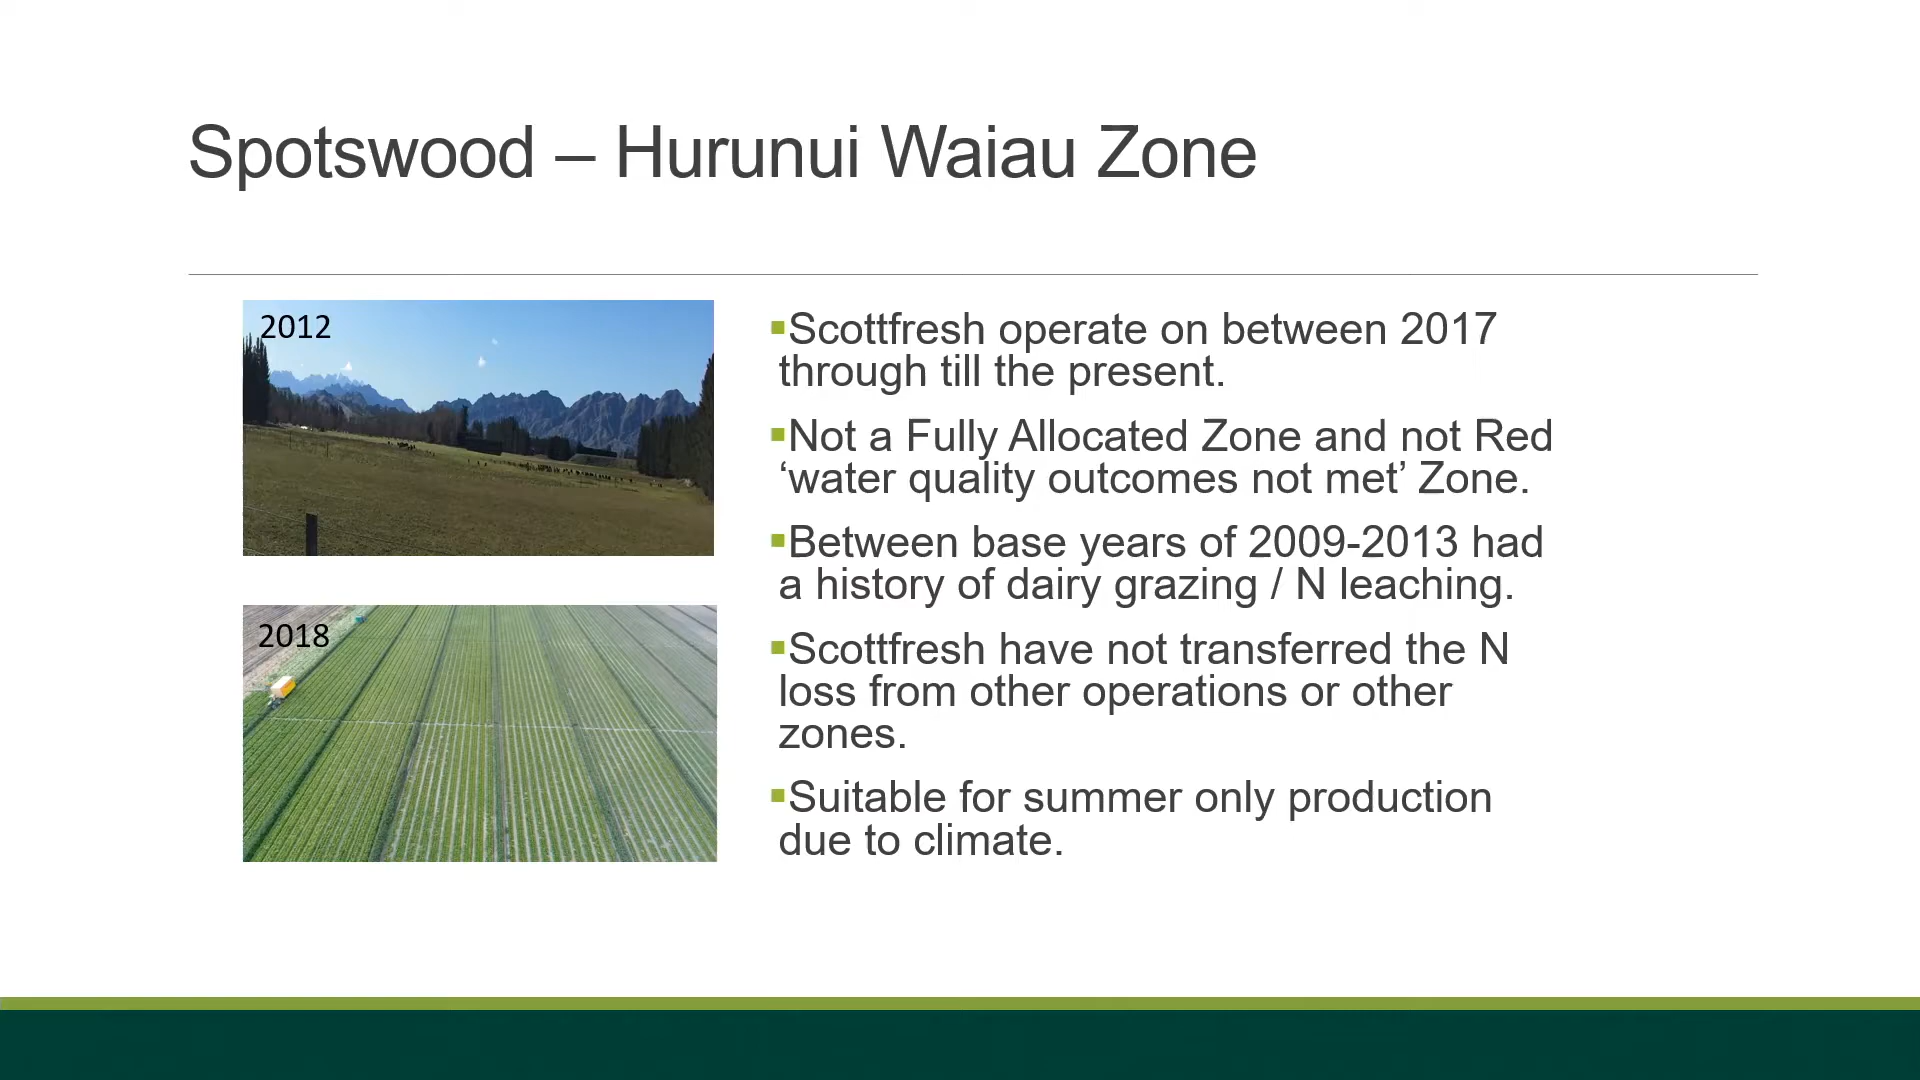 Spotswood – Hurunui Waiau Zone
2012
2018
▪Scottfresh operate on between 2017
through till the present.
▪Not a Fully Allocated Zone and not Red
‘water quality outcomes not met’ Zone.
▪Between base years of 2009-2013 had
a history of dairy grazing / N leaching.
▪Scottfresh have not transferred the N
loss from other operations or other
zones.
▪Suitable for summer only production
due to climate.